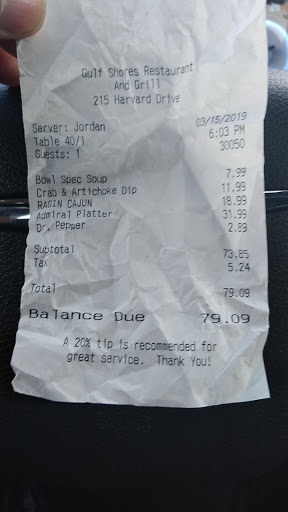 Gulf Shores Restaurant
And Grill
215 Harvard Drive
Server: Jordan 03/15/2019
Table 40/1 6:03 PM
Guests: 1 30050
Bowl Spec Soup 7.99
Crab & Artichoke Dip 11.99
RAGIN CAJUN 18.99
Admiral Platter 31.99
Dr. Pepper 2.89
Subtotal 73.85
Tax 5.24
Total 79.09
Balance Due 79.09
A 20% tip is recommended for
great service. Thank You!